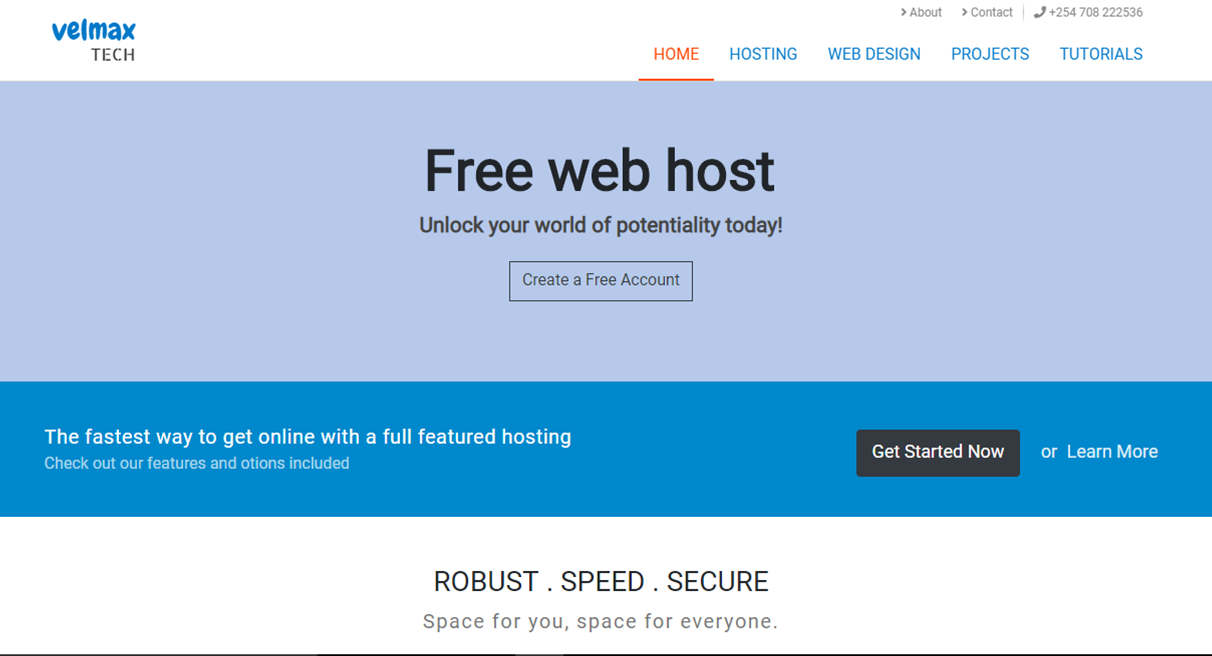 About Contact +254 708 222536
velmax
TECH
HOME HOSTING WEB DESIGN PROJECTS TUTORIALS
Free web host
Unlock your world of potentiality today!
Create a Free Account
The fastest way to get online with a full featured hosting
Check out our features and otions included
Get Started Now or Learn More
ROBUST . SPEED . SECURE
Space for you, space for everyone.